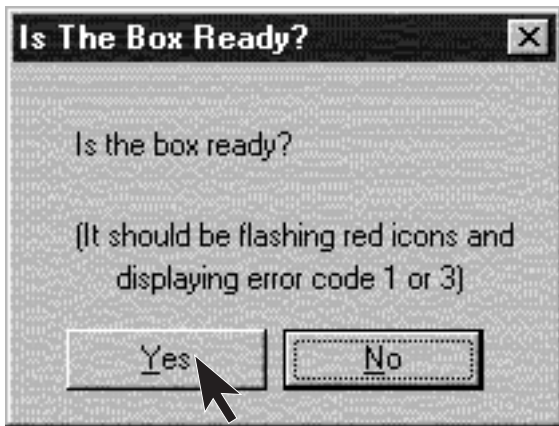 Is The Box Ready?
Is the box ready?
(It should be flashing red icons and
displaying error code 1 or 3)
Yes
No